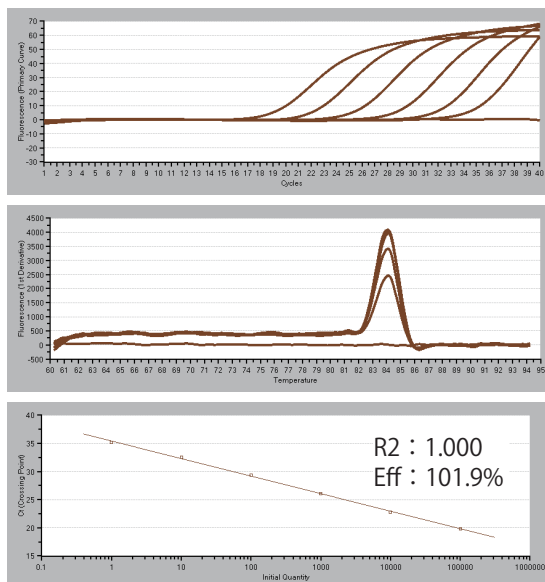 70
60
50
40
30
20
10
0
-10
-20
-30
Fluorescence (Primary Curve)
1 2 3 4 5 6 7 8 9 10 11 12 13 14 15 16 17 18 19 20 21 22 23 24 25 26 27 28 29 30 31 32 33 34 35 36 37 38 39 40
Cycles
4500
4000
3500
3000
2500
2000
1500
1000
500
0
-500
Fluorescence (1st Derivative)
60 61 62 63 64 65 66 67 68 69 70 71 72 73 74 75 76 77 78 79 80 81 82 83 84 85 86 87 88 89 90 91 92 93 94 95
Temperature
40
35
30
25
20
15
Ct (Crossing Point)
R2：1.000
Eff：101.9%
0.1 1 10 100 1000 10000 100000 1000000
Initial Quantity